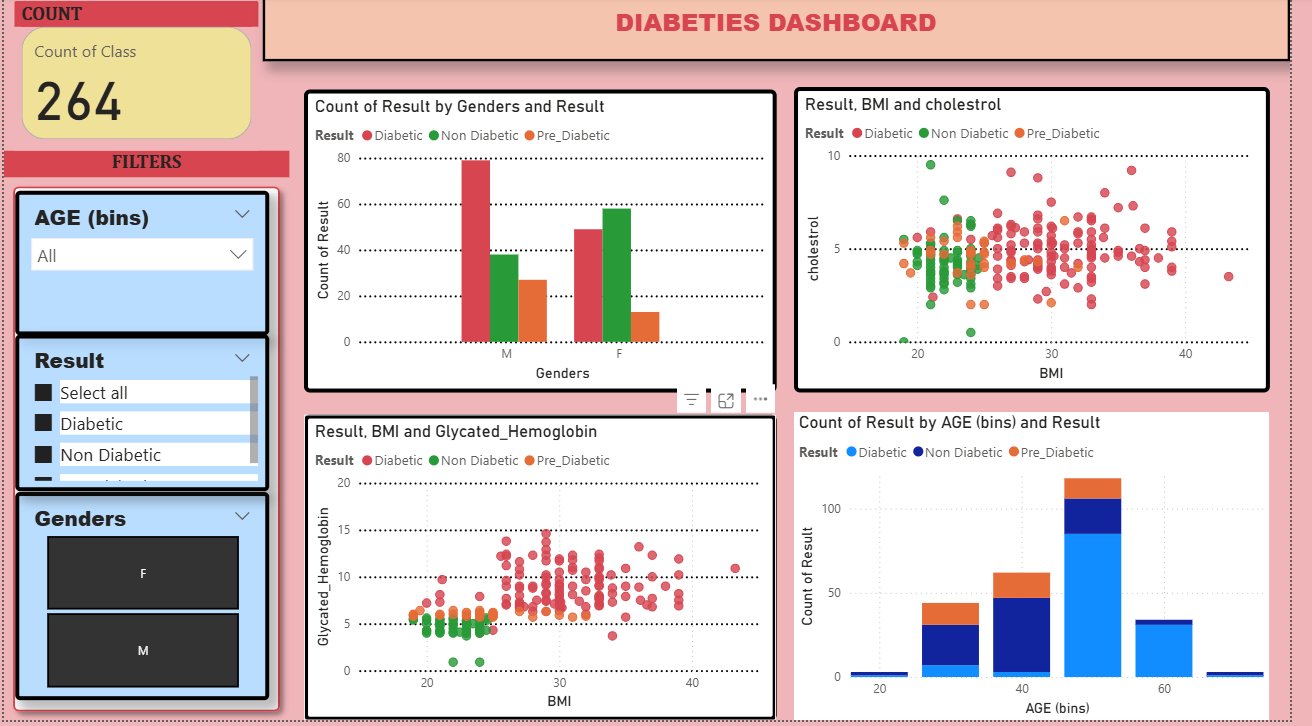 COUNT
Count of Class
264
DIABETIES DASHBOARD
FILTERS
AGE (bins)
All
Result
Select all
Diabetic
Non Diabetic
Genders
F
M
Count of Result by Genders and Result
Result Diabetic Non Diabetic Pre_Diabetic
Count of Result
80
60
40
20
0
M F
Genders
Result, BMI and cholestrol
Result Diabetic Non Diabetic Pre_Diabetic
cholestrol
10
5
0
20 30 40
BMI
Result, BMI and Glycated_Hemoglobin
Result Diabetic Non Diabetic Pre_Diabetic
Glycated_Hemoglobin
20
15
10
5
0
20 30 40
BMI
Count of Result by AGE (bins) and Result
Result Diabetic Non Diabetic Pre_Diabetic
Count of Result
100
50
0
20 40 60
AGE (bins)